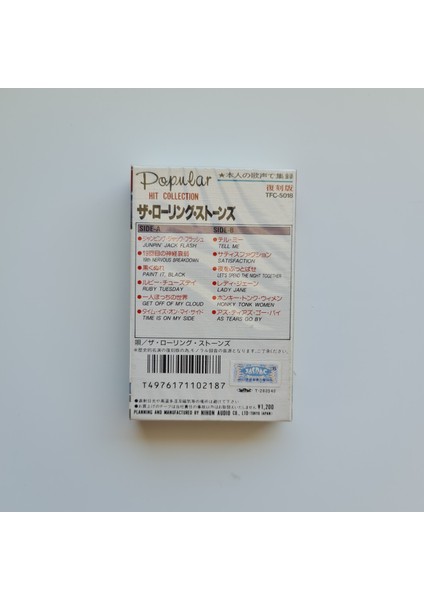 Popular
★本人の歌声で集録
HIT COLLECTION
復刻版
TFC-5018
ザ・ローリング・ストーンズ
SIDE-A
SIDE-B
●ジャンピング・ジャック・フラッシュ
JUNPIN' JACK FLASH
●19回目の神経衰弱
19th NERVOUS BREAKDOWN
●黒くぬれ
PAINT IT, BLACK
●ルビー・チューズデイ
RUBY TUESDAY
●一人ぼっちの世界
GET OFF OF MY CLOUD
●タイム・イズ・オン・マイ・サイド
TIME IS ON MY SIDE
●テル・ミー
TELL ME
●サティスファクション
SATISFACTION
●夜をぶっとばせ
LET'S SPEND THE NIGHT TOGETHER
●レディ・ジェーン
LADY JANE
●ホンキー・トンク・ウィメン
HONKY TONK WOMEN
●アズ・ティアズ・ゴー・バイ
AS TEARS GO BY
唄/ザ・ローリング・ストーンズ
T4976171102187
¥1,200
PLANNING AND MANUFACTURED BY NIHON AUDIO CO., LTD